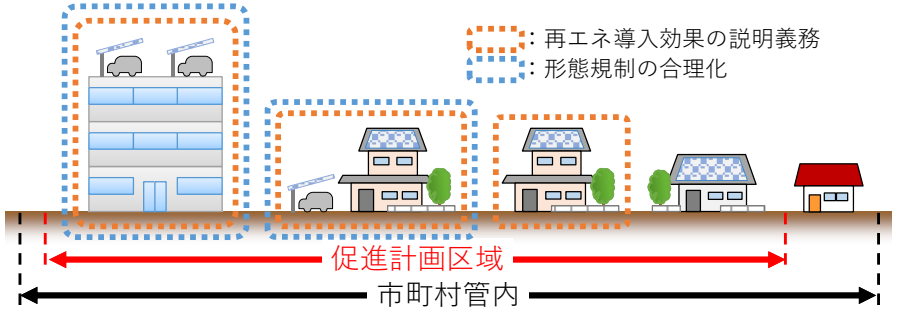 ：再エネ導入効果の説明義務
：形態規制の合理化
促進計画区域
市町村管内